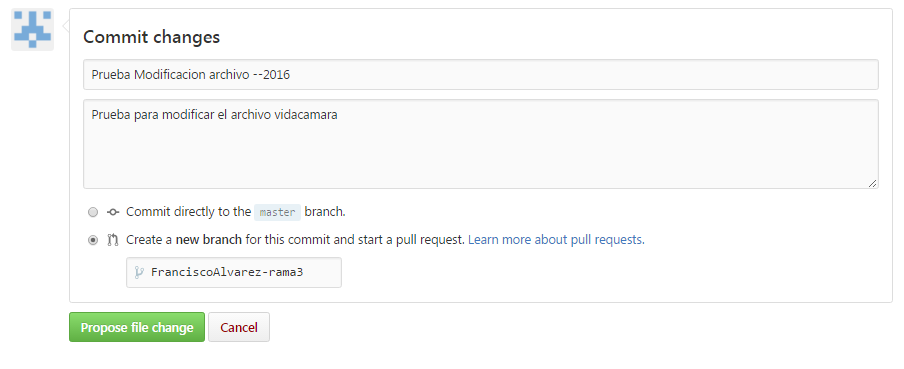 Commit changes
Prueba Modificacion archivo --2016
Prueba para modificar el archivo vidacamara
Commit directly to the master branch.
Create a new branch for this commit and start a pull request. Learn more about pull requests.
FranciscoAlvarez-rama3
Propose file change Cancel